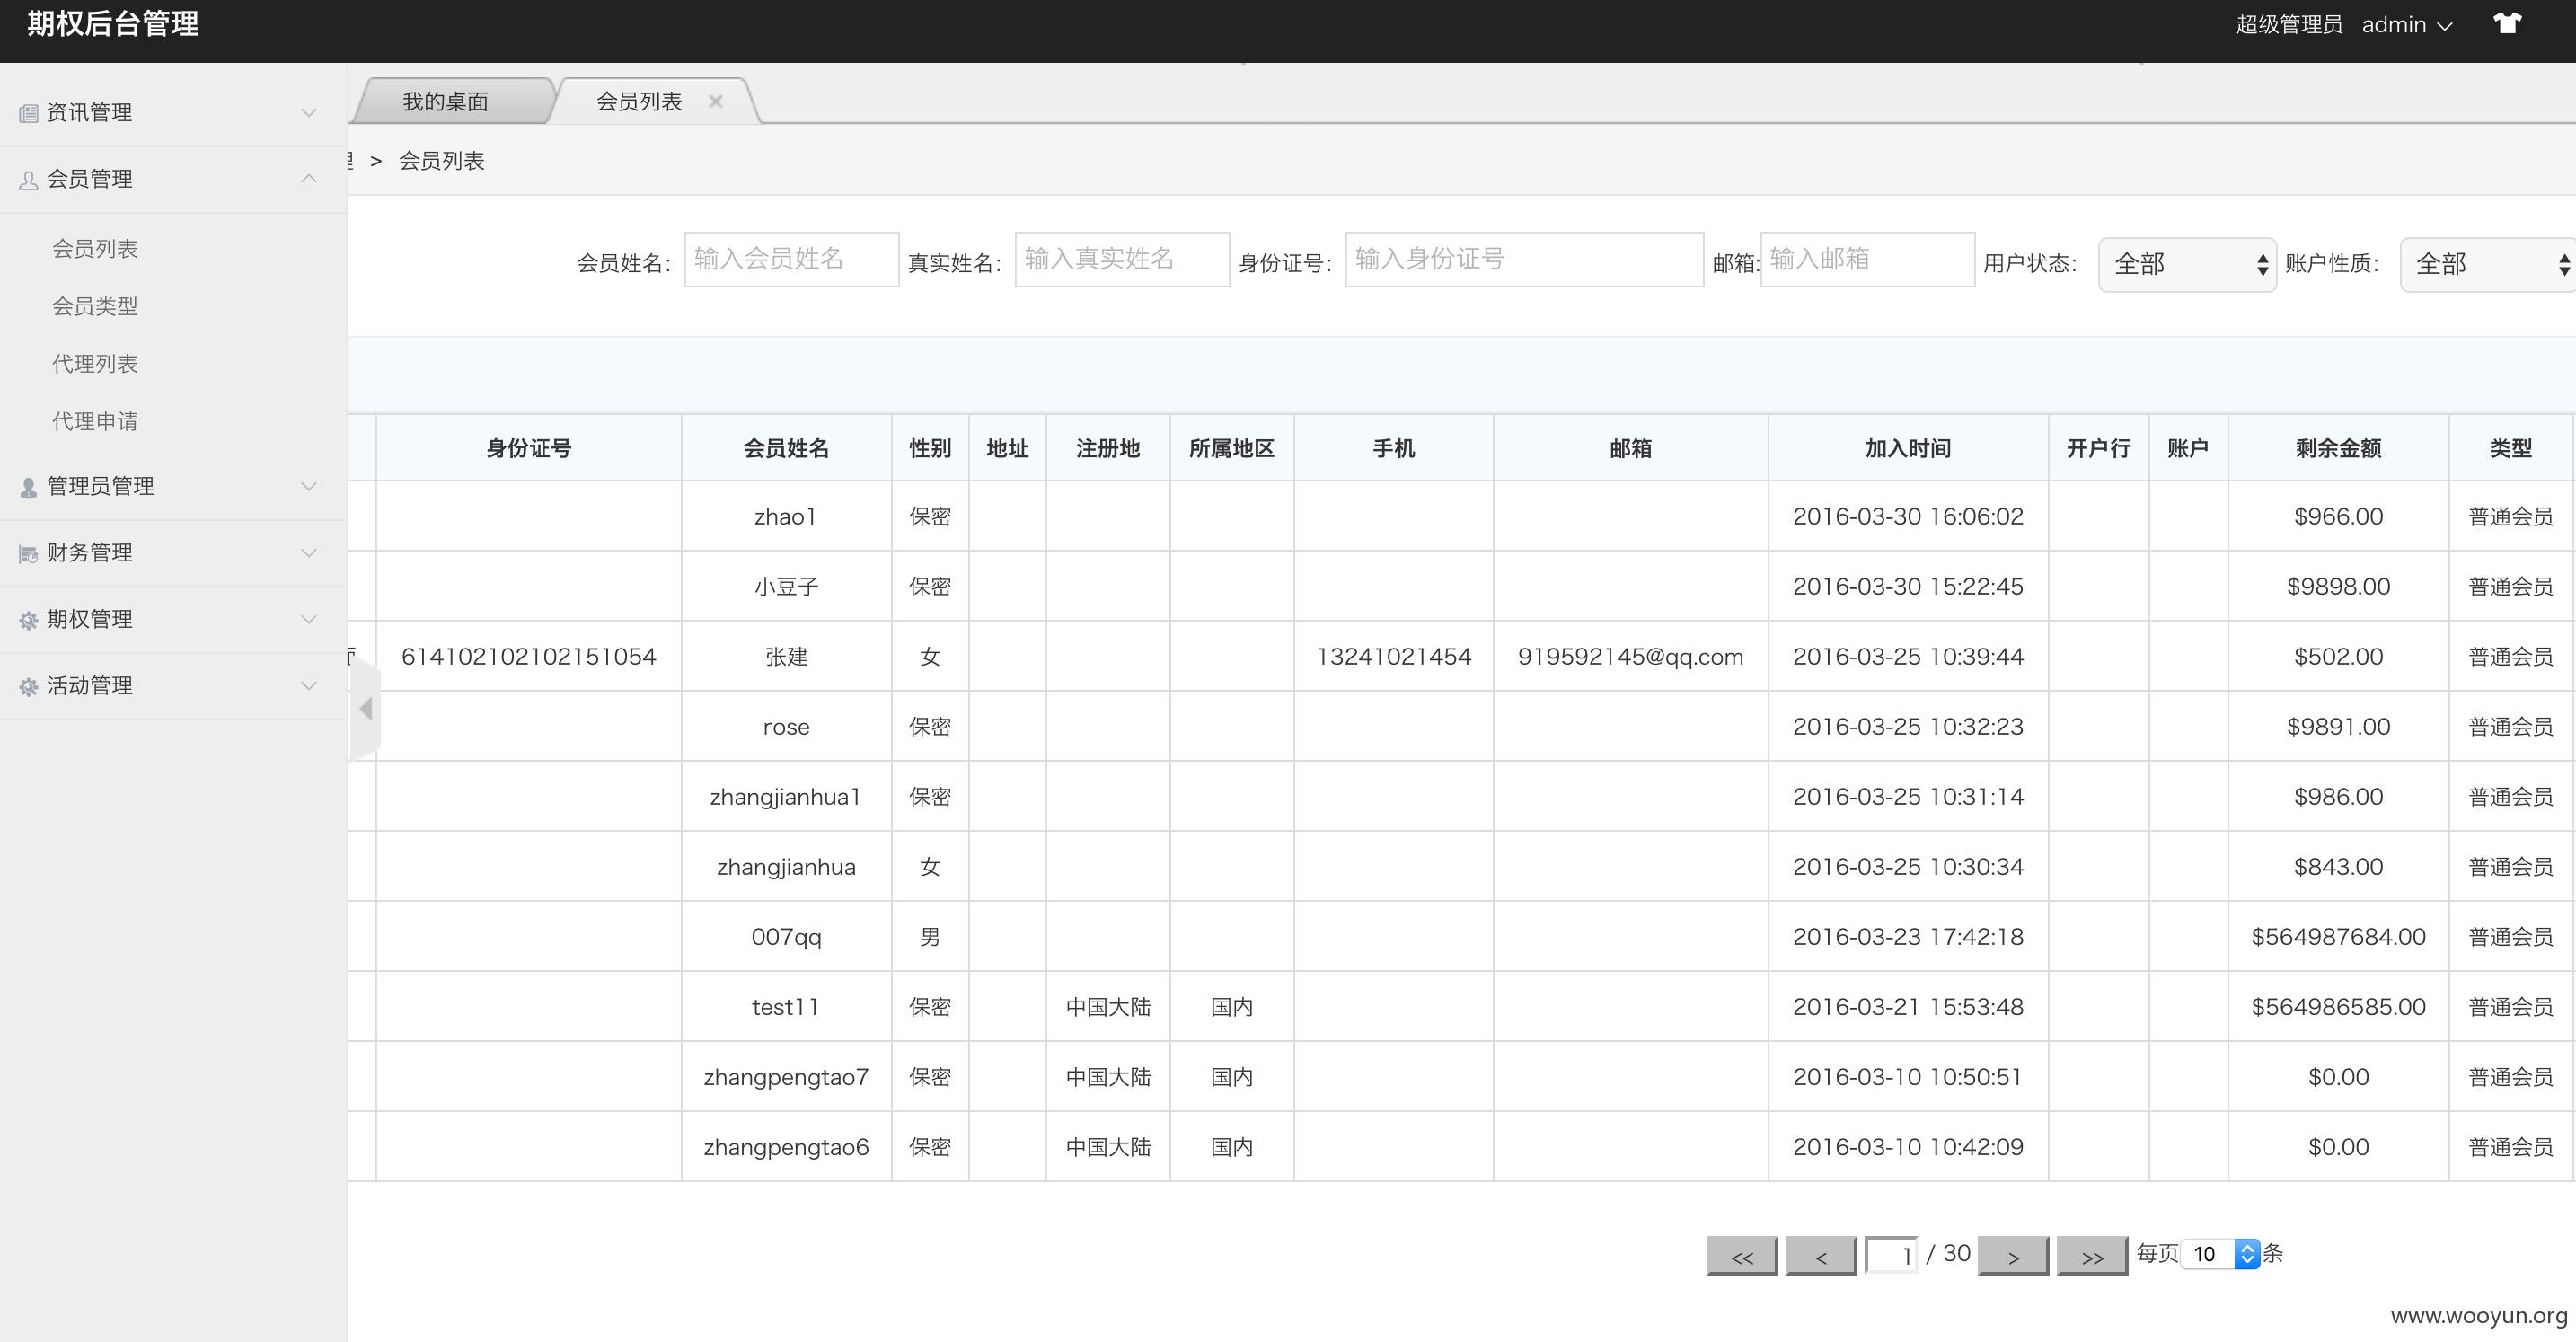 期权后台管理
超级管理员 admin
资讯管理
会员管理
会员列表
会员类型
代理列表
代理申请
管理员管理
财务管理
期权管理
活动管理
我的桌面 会员列表
> 会员列表
会员姓名: 输入会员姓名 真实姓名: 输入真实姓名 身份证号: 输入身份证号 邮箱: 输入邮箱 用户状态: 全部 账户性质: 全部
身份证号 会员姓名 性别 地址 注册地 所属地区 手机 邮箱 加入时间 开户行 账户 剩余金额 类型
zhao1 保密 2016-03-30 16:06:02 $966.00 普通会员
小豆子 保密 2016-03-30 15:22:45 $9898.00 普通会员
614102102102151054 张建 女 13241021454 919592145@qq.com 2016-03-25 10:39:44 $502.00 普通会员
rose 保密 2016-03-25 10:32:23 $9891.00 普通会员
zhangjianhua1 保密 2016-03-25 10:31:14 $986.00 普通会员
zhangjianhua 女 2016-03-25 10:30:34 $843.00 普通会员
007qq 男 2016-03-23 17:42:18 $564987684.00 普通会员
test11 保密 中国大陆 国内 2016-03-21 15:53:48 $564986585.00 普通会员
zhangpengtao7 保密 中国大陆 国内 2016-03-10 10:50:51 $0.00 普通会员
zhangpengtao6 保密 中国大陆 国内 2016-03-10 10:42:09 $0.00 普通会员
<< < 1 / 30 > >> 每页 10 条
www.wooyun.org